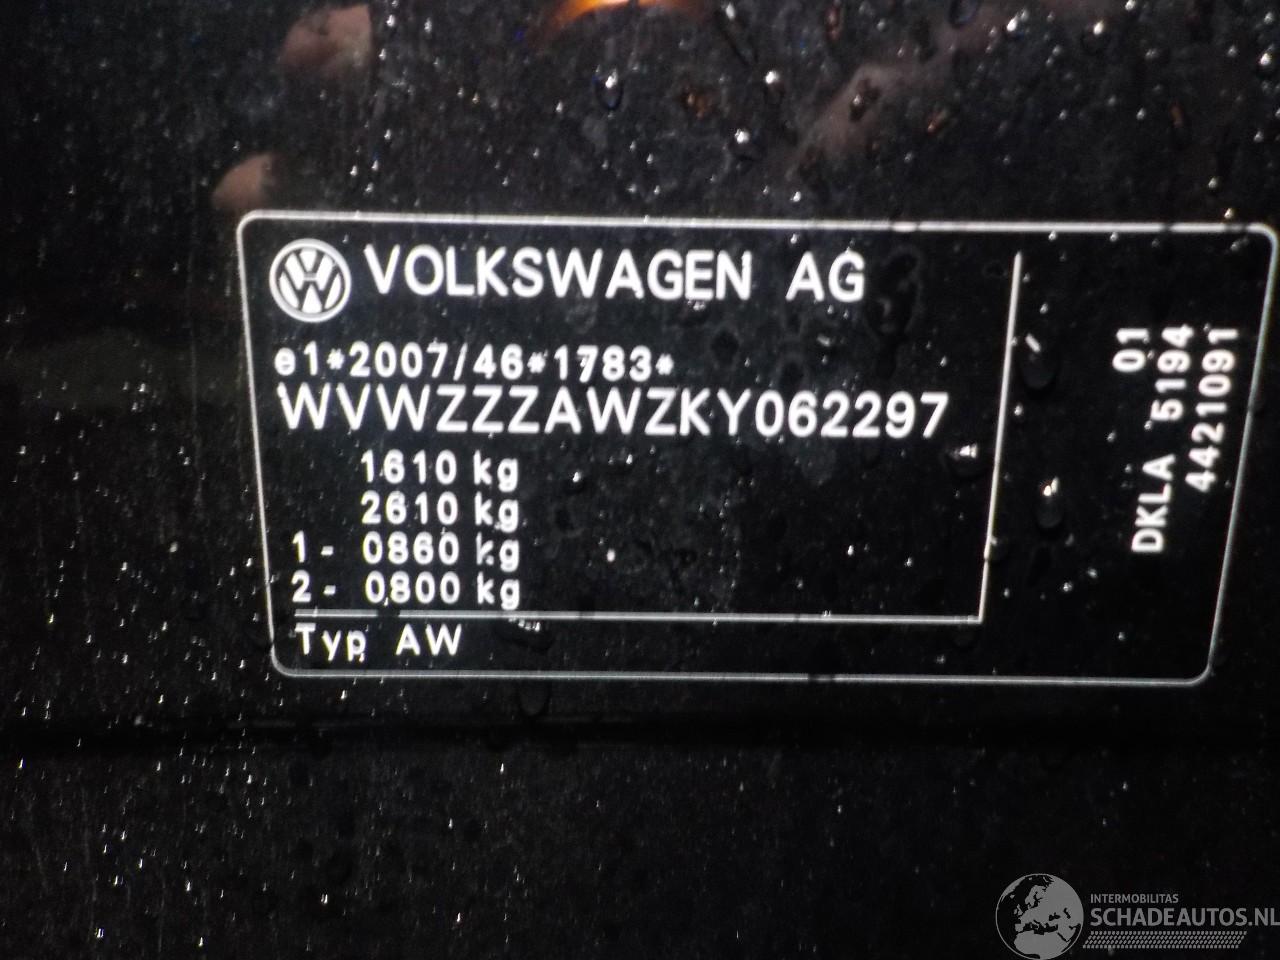 VOLKSWAGEN AG
e1*2007/46*1783*
WVWZZZAWZKY062297
1610 kg
2610 kg
1- 0860 kg
2- 0800 kg
Typ AW
01
DKLA 5194
4421091
INTERMOBILITAS
SCHADEAUTOS.NL